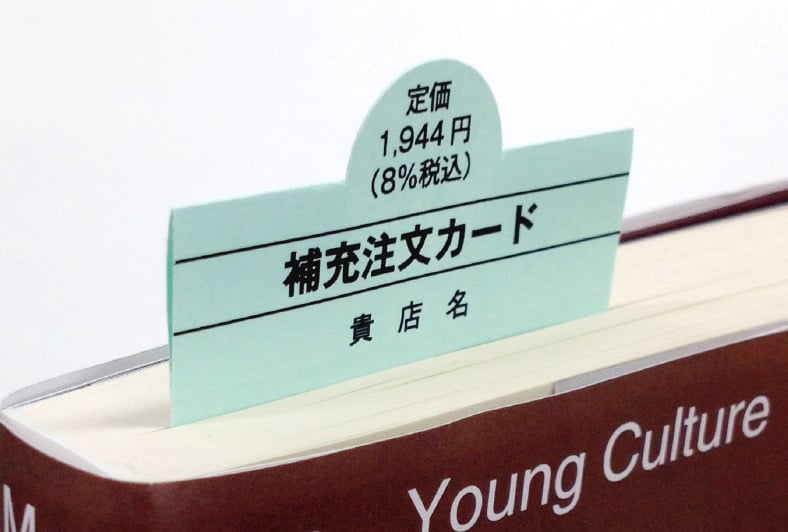 定価
1,944円
(8%税込)
補充注文カード
貴店名
Young Culture
M